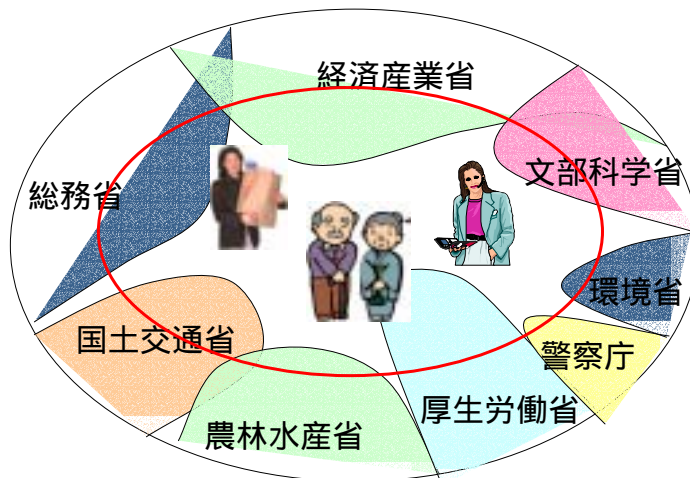 経済産業省
文部科学省
総務省
環境省
国土交通省
警察庁
厚生労働省
農林水産省